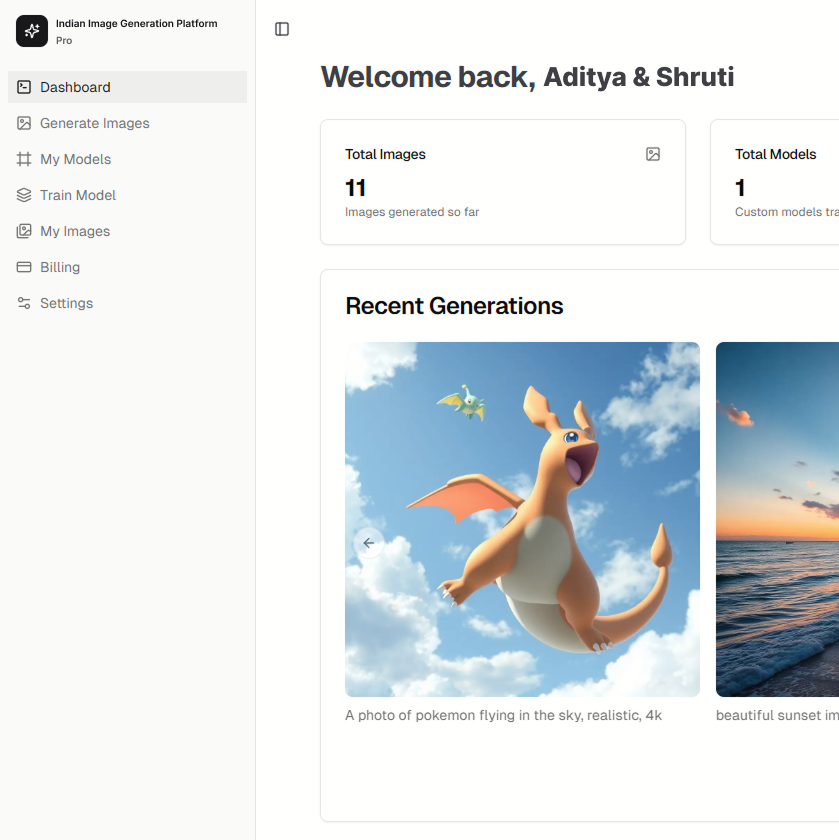 Indian Image Generation Platform
Pro
Dashboard
Generate Images
My Models
Train Model
My Images
Billing
Settings
Welcome back, Aditya & Shruti
Total Images
11
Images generated so far
Total Models
1
Custom models tra
Recent Generations
A photo of pokemon flying in the sky, realistic, 4k
beautiful sunset im